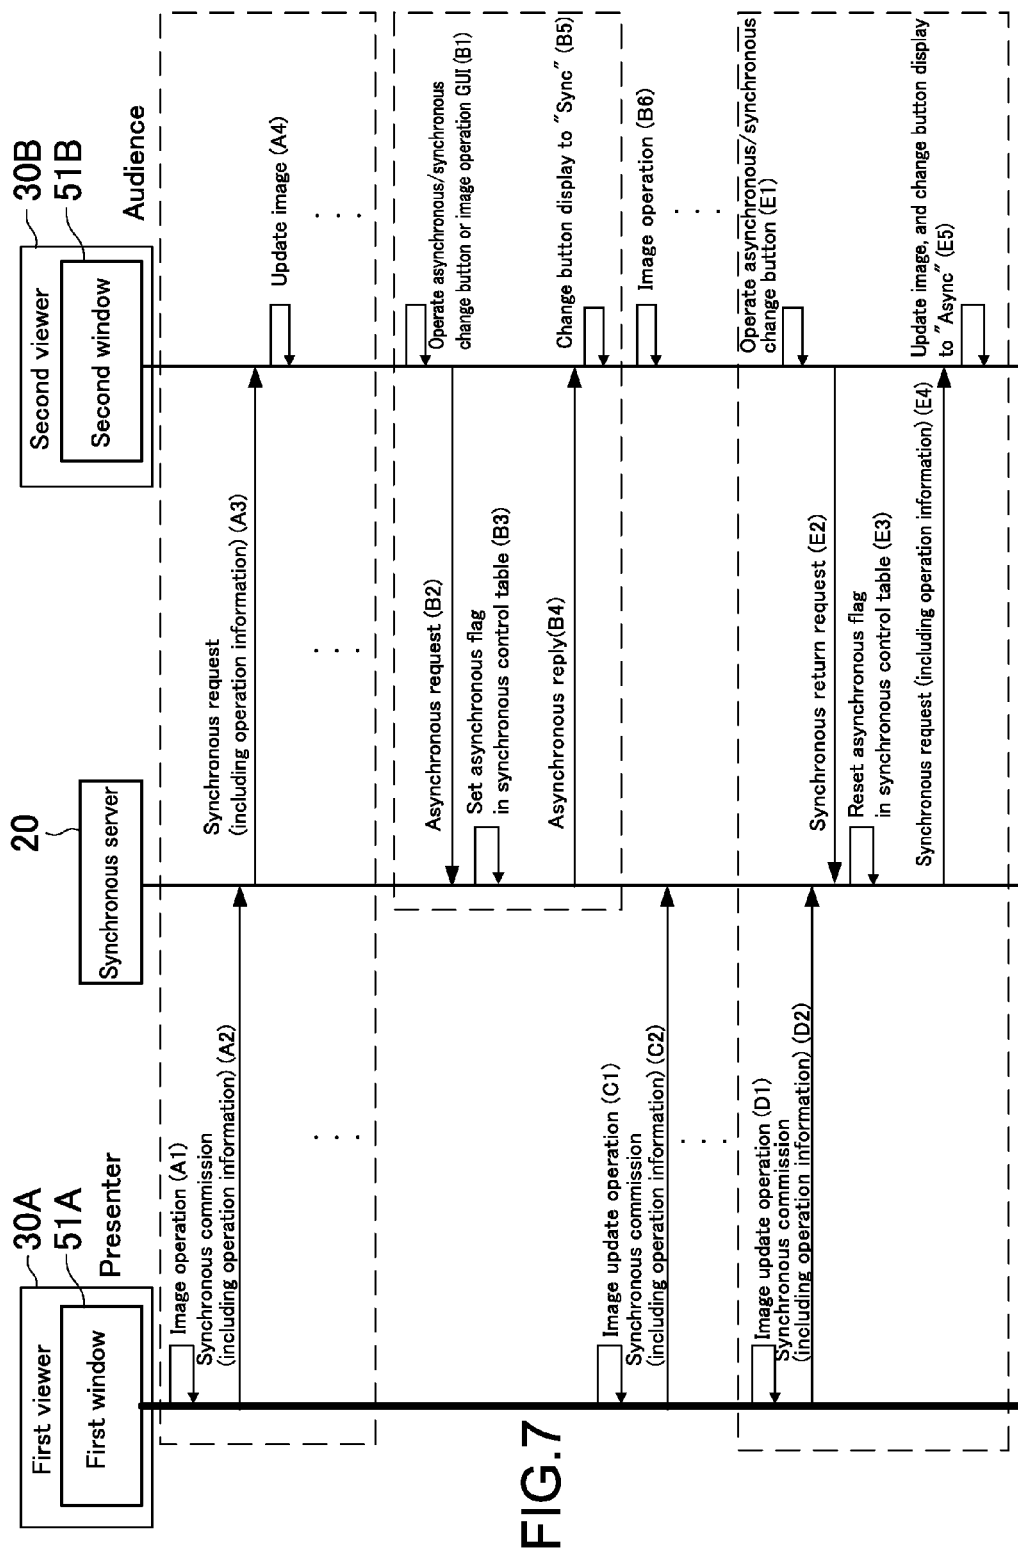 First viewer
First window
30A
51A
Presenter
Synchronous server
20
Second viewer
Second window
30B
51B
Audience
Image operation (A1)
Synchronous commission
(including operation information) (A2)
Synchronous request
(including operation information) (A3)
Update image (A4)
. . .
. . .
. . .
Operate asynchronous/synchronous
change button or image operation GUI (B1)
Asynchronous request (B2)
Set asynchronous flag
in synchronous control table (B3)
Asynchronous reply(B4)
Change button display to "Sync" (B5)
Image operation (B6)
Image update operation (C1)
Synchronous commission
(including operation information) (C2)
. . .
. . .
Image update operation (D1)
Synchronous commission
(including operation information) (D2)
Operate asynchronous/synchronous
change button (E1)
Synchronous return request (E2)
Reset asynchronous flag
in synchronous control table (E3)
Synchronous request (including operation information) (E4)
Update image, and change button display
to "Async" (E5)
FIG.7